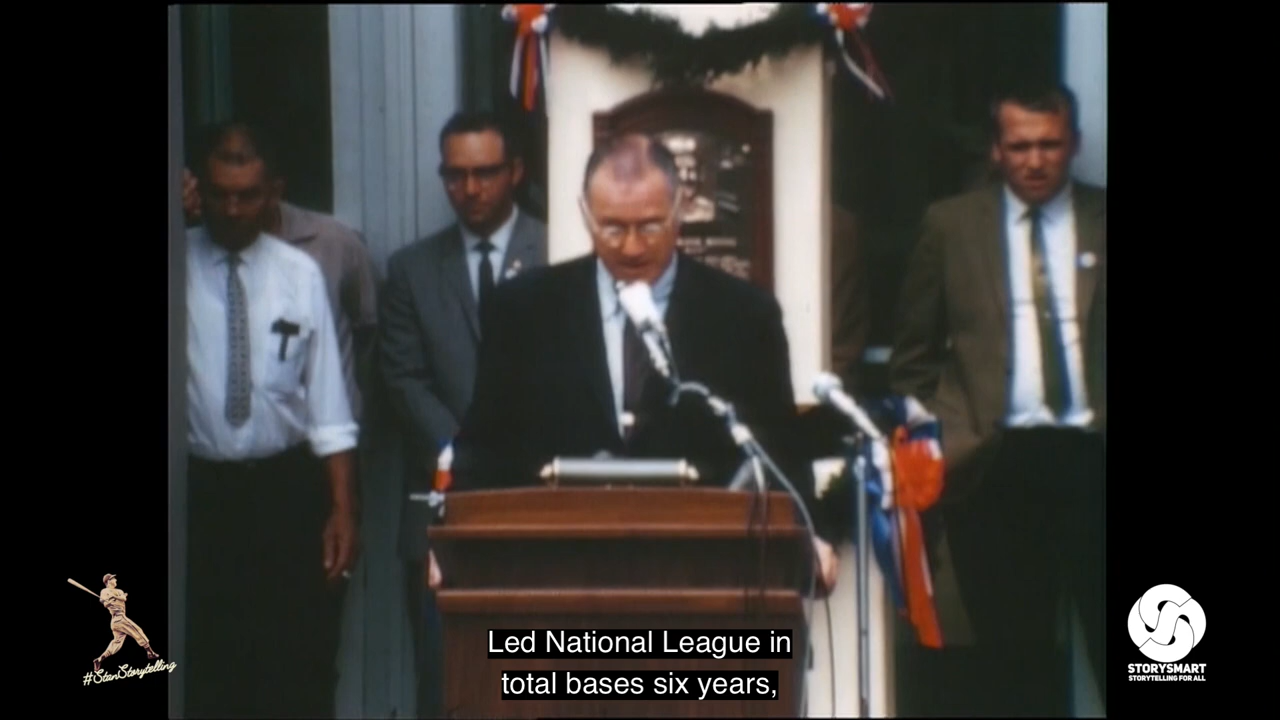 Led National League in
total bases six years,
#StanStorytelling
STORYSMART
STORYTELLING FOR ALL